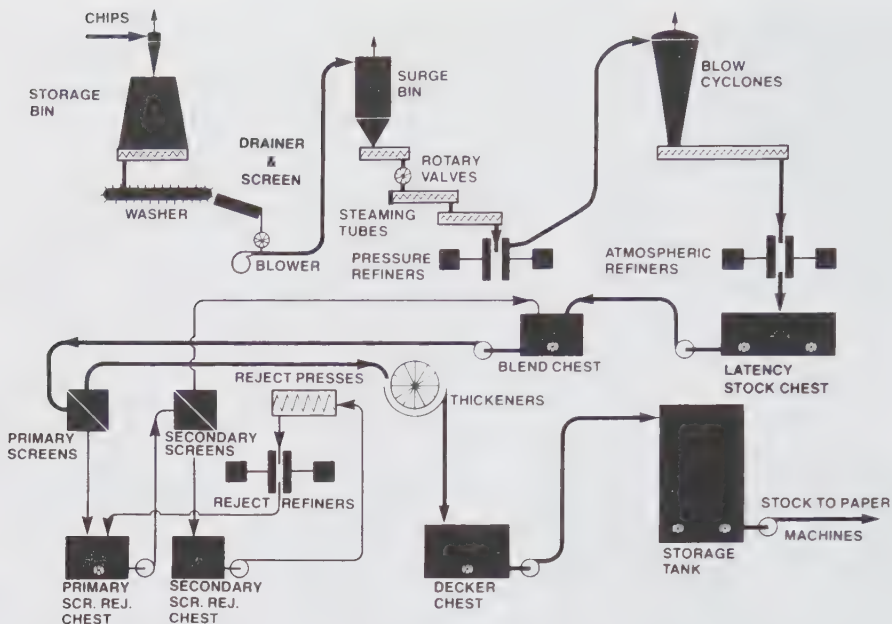 CHIPS
STORAGE
BIN
DRAINER
&
SCREEN
WASHER
BLOWER
SURGE
BIN
ROTARY
VALVES
STEAMING
TUBES
PRESSURE
REFINERS
BLOW
CYCLONES
ATMOSPHERIC
REFINERS
LATENCY
STOCK CHEST
BLEND CHEST
REJECT PRESSES
THICKENERS
PRIMARY
SCREENS
SECONDARY
SCREENS
REJECT REFINERS
PRIMARY
SCR. REJ.
CHEST
SECONDARY
SCR. REJ.
CHEST
DECKER
CHEST
STORAGE
TANK
STOCK TO PAPER
MACHINES